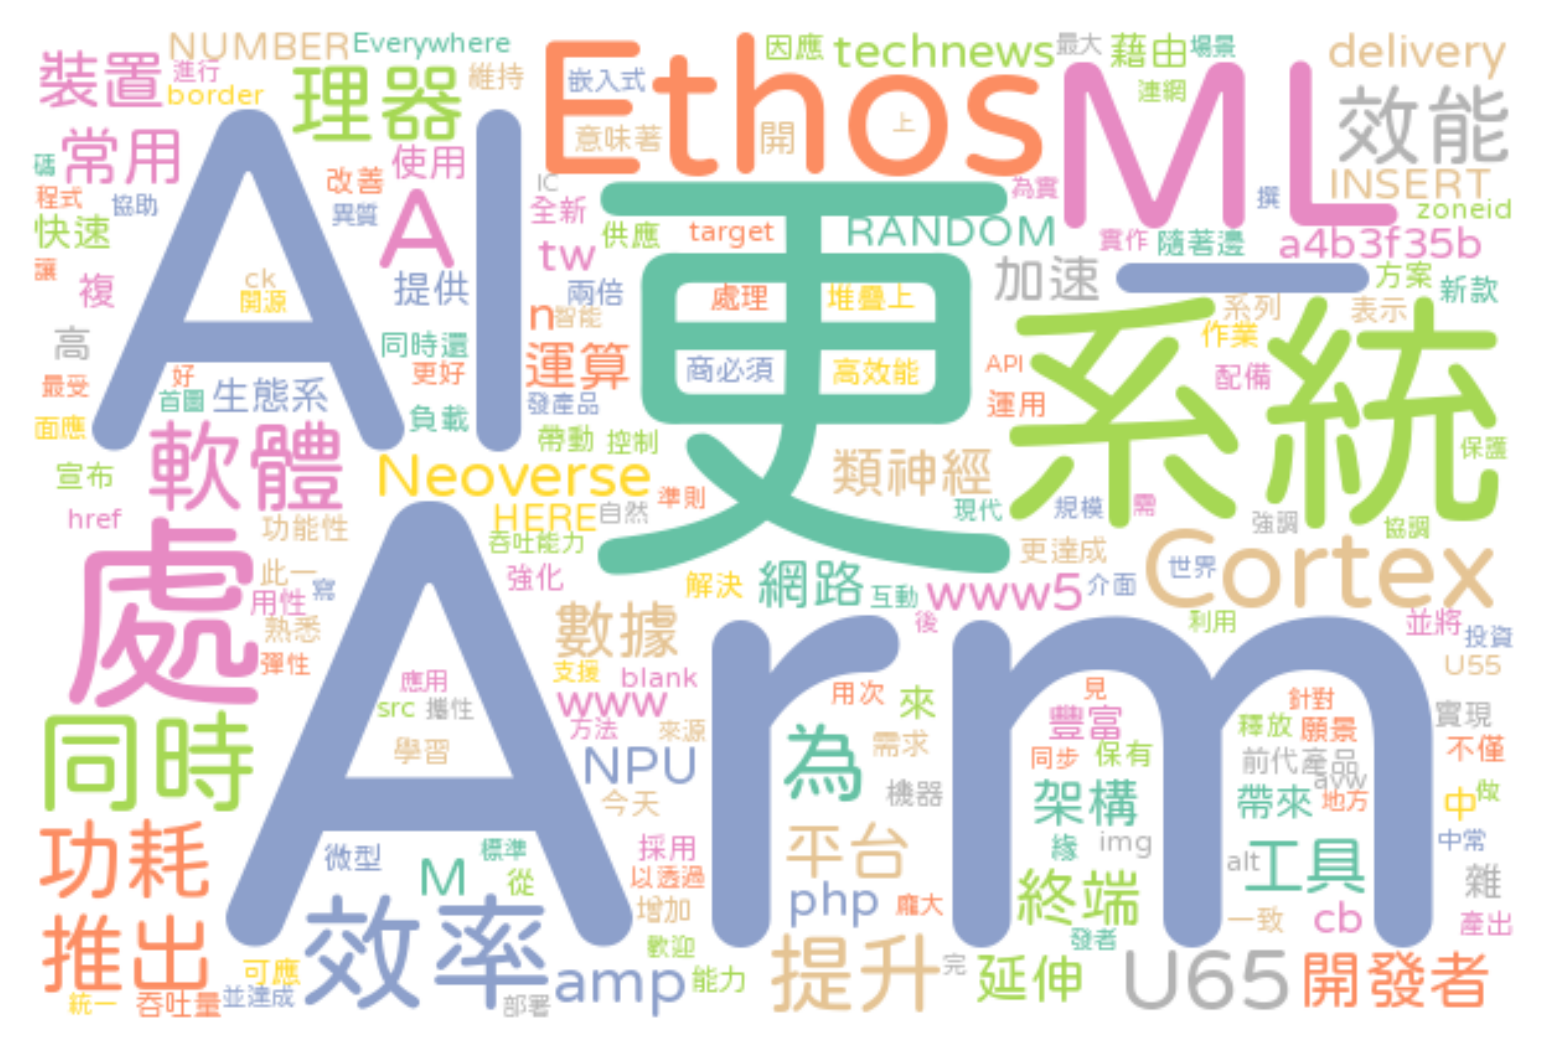 NUMBER
Everywhere
Ethos
因應
technews
最大
藉由
場景
delivery
裝置
進行
border
理器
維持
嵌入式
意味著
開
上
ML
連網
效能
常用
AI
使用
A
IC
全新
為實
INSERT
撰
zoneid
碼
程式
協助
快速
改善
異質
tw
供應
target
更
RANDOM
實作
隨著邊
a4b3f35b
讓
複
ck
開源
提供
兩倍
處理
堆疊上
加速
一
方案
新款
系列
表示
高
同時還
n
智能
運算
商必須
高效能
API
系統
作業
配備
最受
好
更好
首圖
生態系
發產品
運用
面應
負載
帶動
控制
軟體
宣布
Neoverse
準則
類神經
保護
href
功能性
HERE
自然
現代
規模
需
強調
協調
處
吞吐能力
更達成
Cortex
世界
此一
寫
用性
強化
解決
網路
互動
www5
介面
熟悉
彈性
Arm
數據
後
利用
並將
投資
U55
應用
支援
blank
src
攜性
www
用次
來
見
針對
同時
方法
來源
為
需求
豐富
釋放
願景
實現
學習
NPU
同步
保有
前代產品
不僅
ayw
今天
機器
架構
帶來
地方
中
做
功耗
微型
M
標準
從
採用
以透過
平台
緣
img
alt
工具
中常
雜
推出
效率
增加
php
龐大
終端
一致
cb
產出
發者
歡迎
可應
amp
能力
提升
完
延伸
U65
開發者
統一
吞吐量
並達成
部署